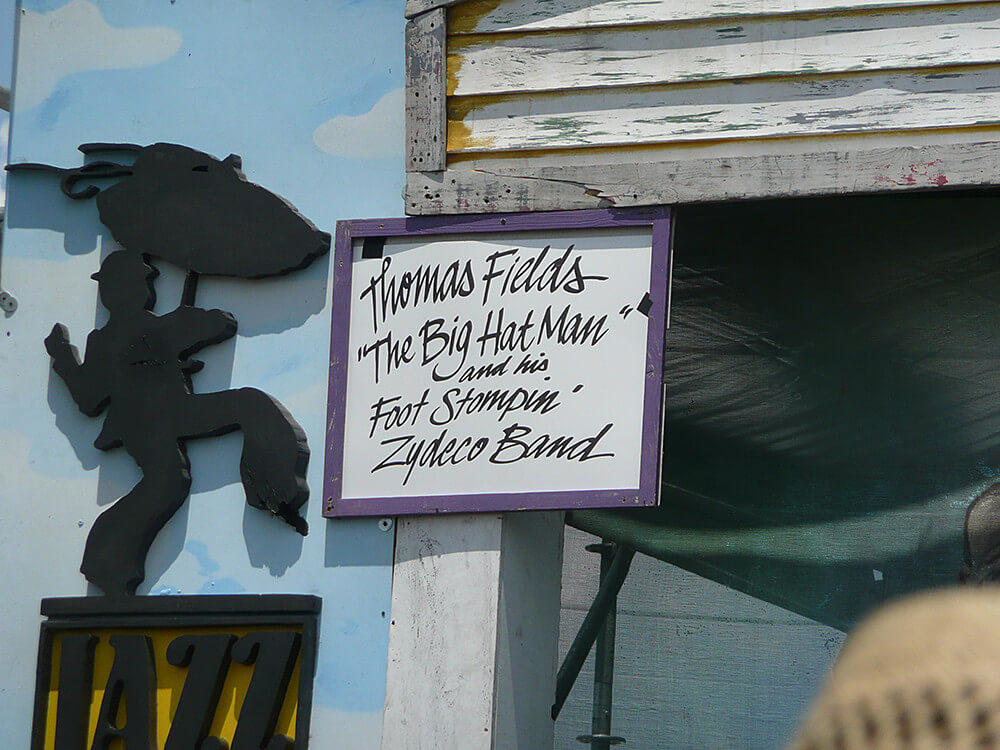 Thomas Fields
"The Big Hat Man"
and his
Foot Stompin'
Zydeco Band
JAZZ